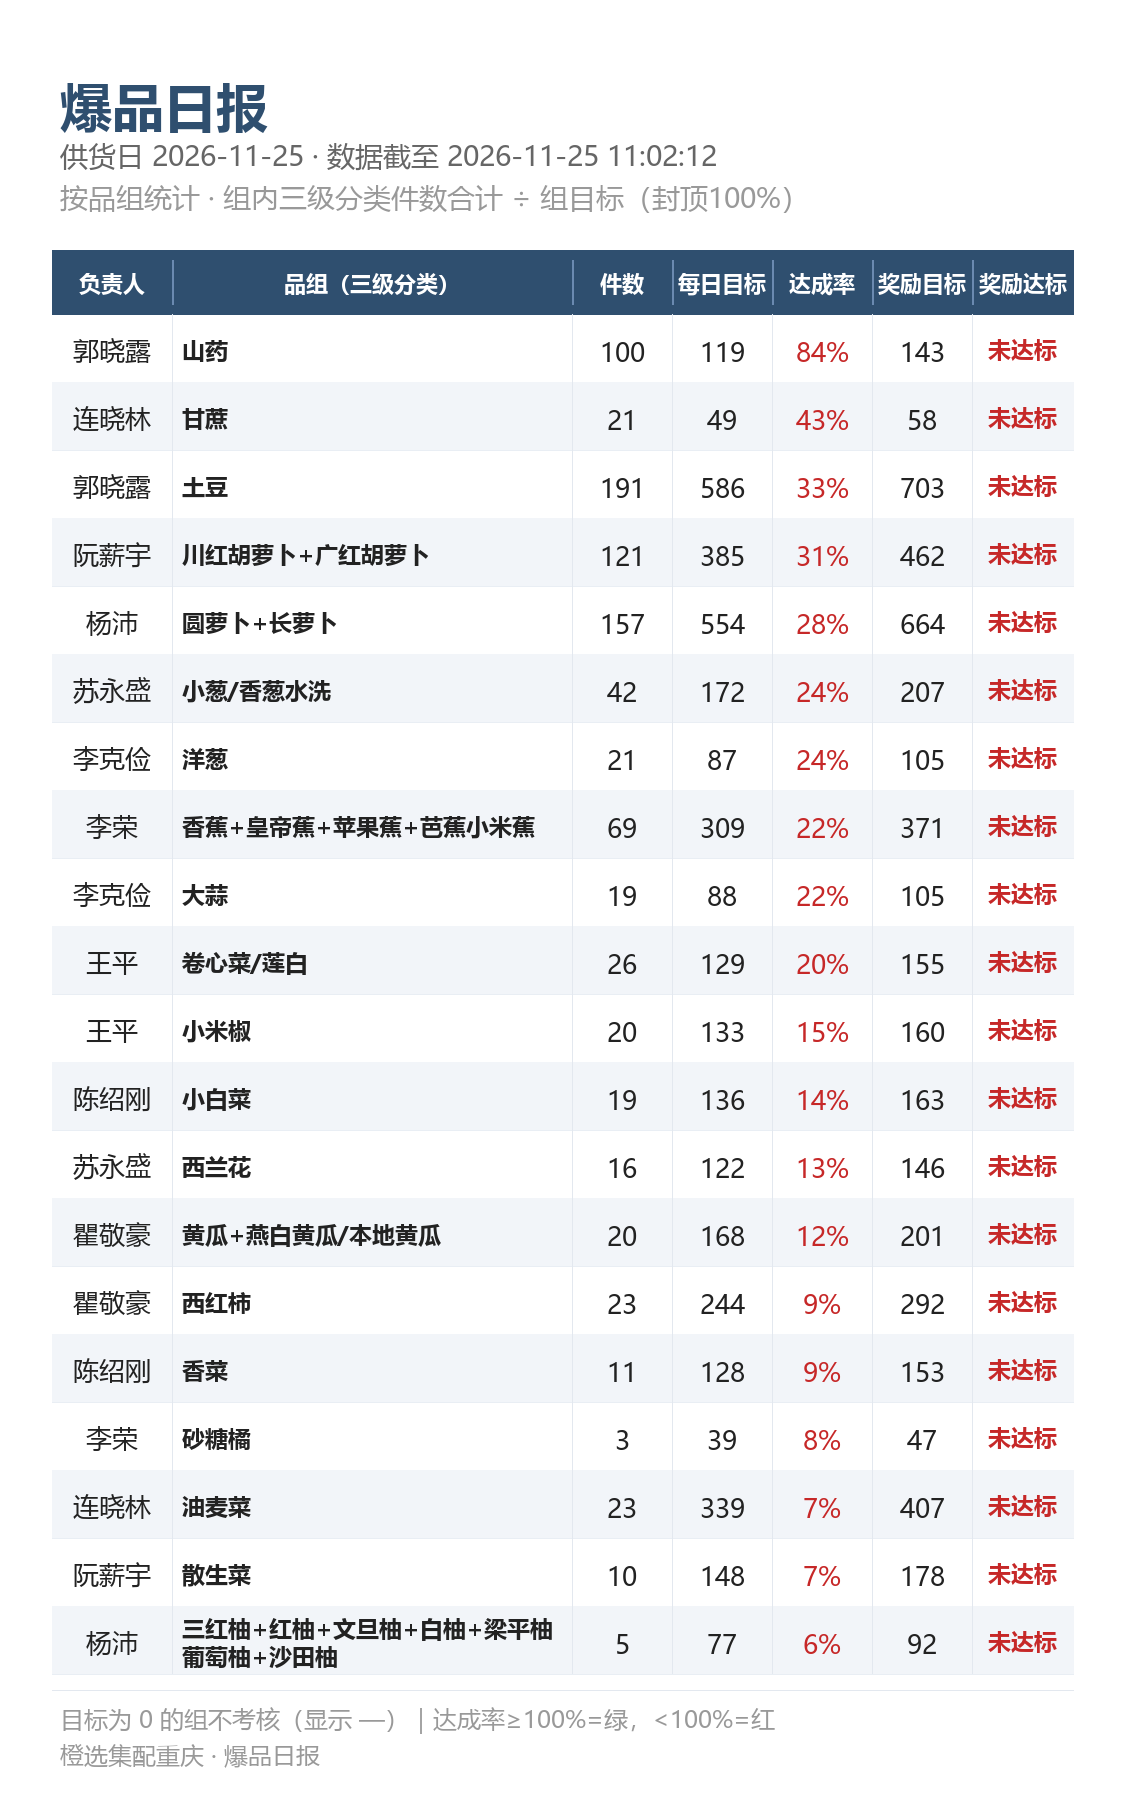 爆品日报
供货日 2026-11-25 · 数据截至 2026-11-25 11:02:12
按品组统计 · 组内三级分类件数合计 ÷ 组目标（封顶100%）
负责人 品组（三级分类） 件数 每日目标 达成率 奖励目标 奖励达标
郭晓露 山药 100 119 84% 143 未达标
连晓林 甘蔗 21 49 43% 58 未达标
郭晓露 土豆 191 586 33% 703 未达标
阮薪宇 川红胡萝卜+广红胡萝卜 121 385 31% 462 未达标
杨沛 圆萝卜+长萝卜 157 554 28% 664 未达标
苏永盛 小葱/香葱水洗 42 172 24% 207 未达标
李克俭 洋葱 21 87 24% 105 未达标
李荣 香蕉+皇帝蕉+苹果蕉+芭蕉小米蕉 69 309 22% 371 未达标
李克俭 大蒜 19 88 22% 105 未达标
王平 卷心菜/莲白 26 129 20% 155 未达标
王平 小米椒 20 133 15% 160 未达标
陈绍刚 小白菜 19 136 14% 163 未达标
苏永盛 西兰花 16 122 13% 146 未达标
瞿敬豪 黄瓜+燕白黄瓜/本地黄瓜 20 168 12% 201 未达标
瞿敬豪 西红柿 23 244 9% 292 未达标
陈绍刚 香菜 11 128 9% 153 未达标
李荣 砂糖橘 3 39 8% 47 未达标
连晓林 油麦菜 23 339 7% 407 未达标
阮薪宇 散生菜 10 148 7% 178 未达标
杨沛 三红柚+红柚+文旦柚+白柚+梁平柚
葡萄柚+沙田柚 5 77 6% 92 未达标
目标为 0 的组不考核（显示 —）｜达成率≥100%=绿，<100%=红
橙选集配重庆 · 爆品日报